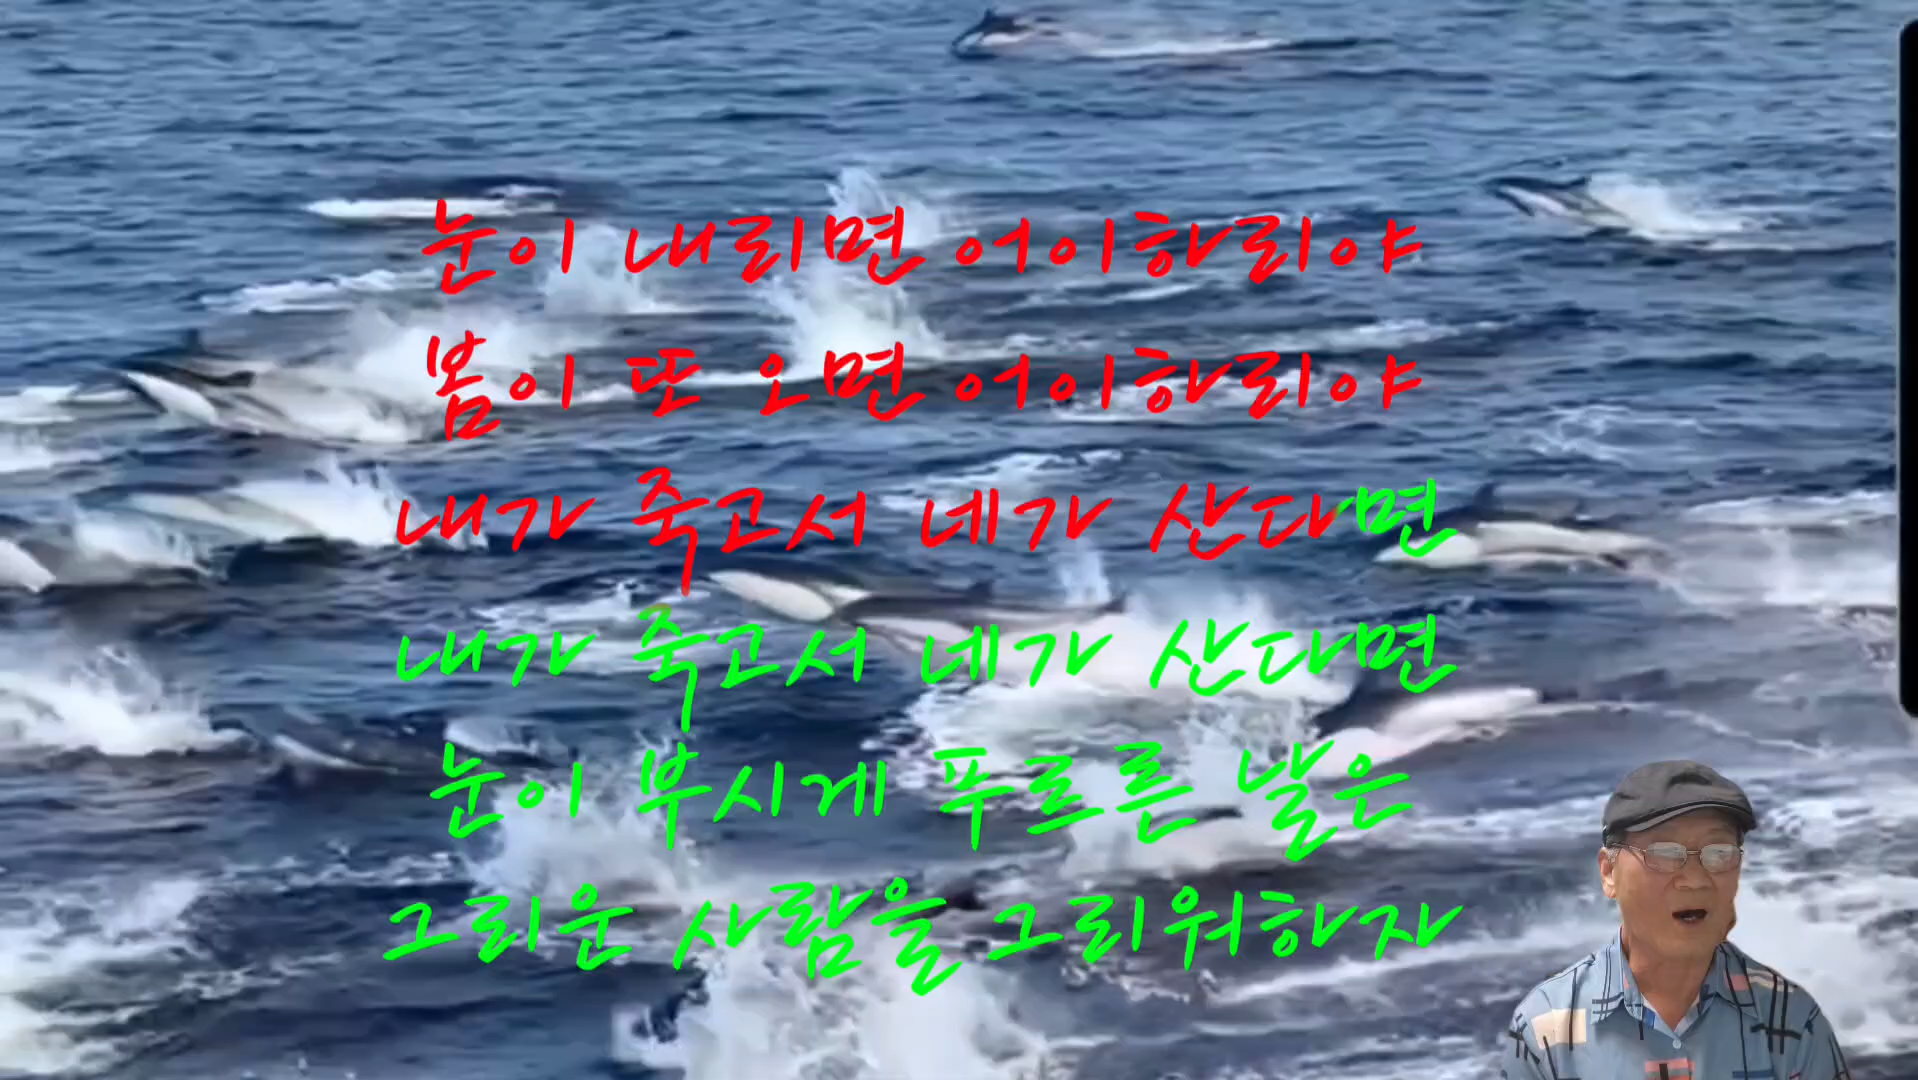 눈이 내리면 어이하리야
봄이 또 오면 어이하리야
내가 죽고서 네가 산다면
내가 죽고서 네가 산다면
눈이 부시게 푸르른 날은
그리운 사람을 그리워하자